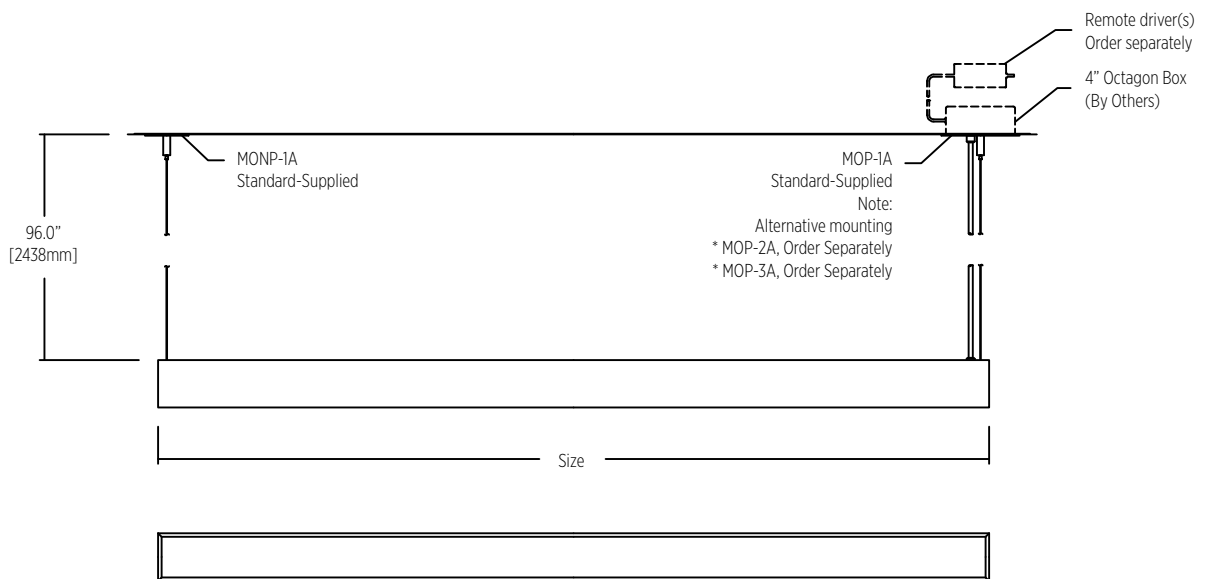 Remote driver(s)
Order separately
4” Octagon Box
(By Others)
MONP-1A
Standard-Supplied
MOP-1A
Standard-Supplied
Note:
Alternative mounting
* MOP-2A, Order Separately
* MOP-3A, Order Separately
96.0”
[2438mm]
Size